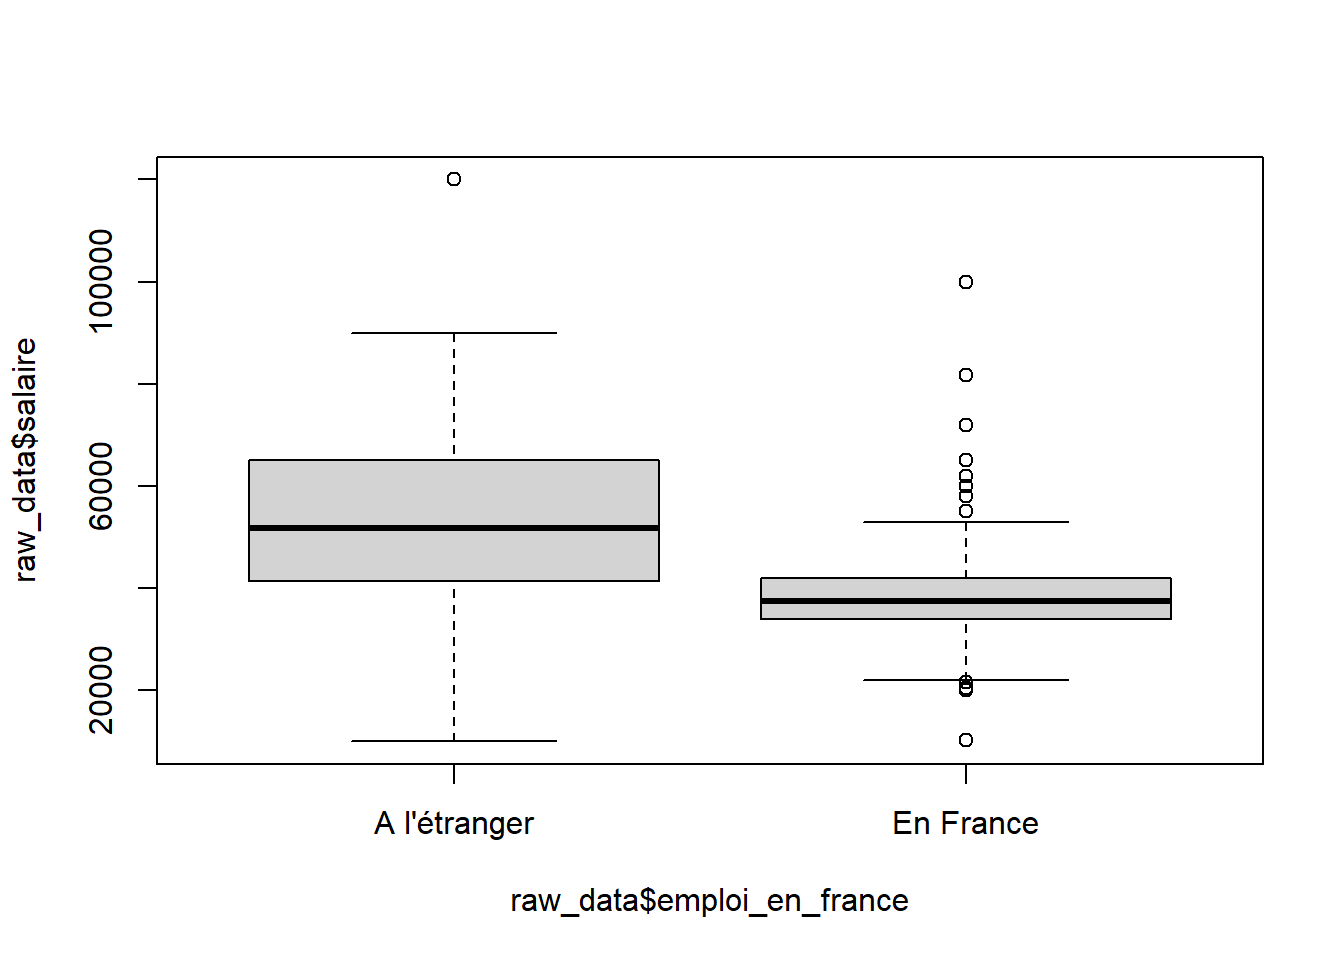 raw_data$salaire
100000
60000
20000
A l'étranger
En France
raw_data$emploi_en_france